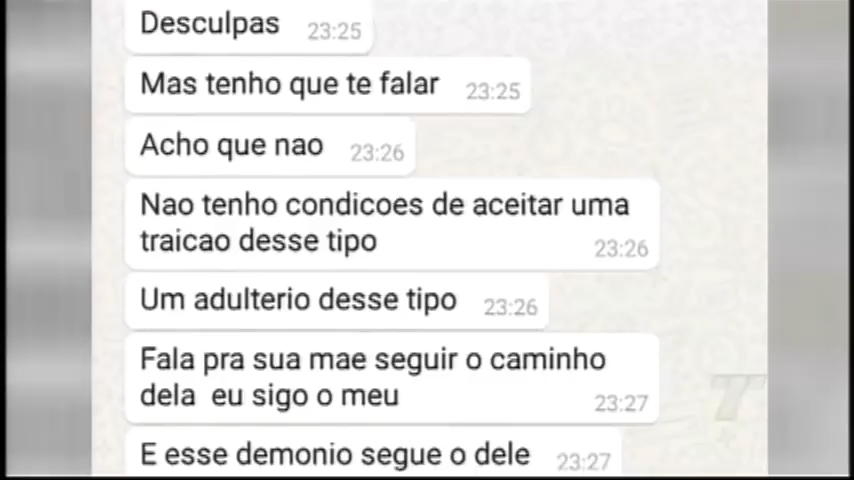 Desculpas 23:25
Mas tenho que te falar 23:25
Acho que nao 23:26
Nao tenho condicoes de aceitar uma
traicao desse tipo 23:26
Um adulterio desse tipo 23:26
Fala pra sua mae seguir o caminho
dela eu sigo o meu 23:27
E esse demonio segue o dele 23:27